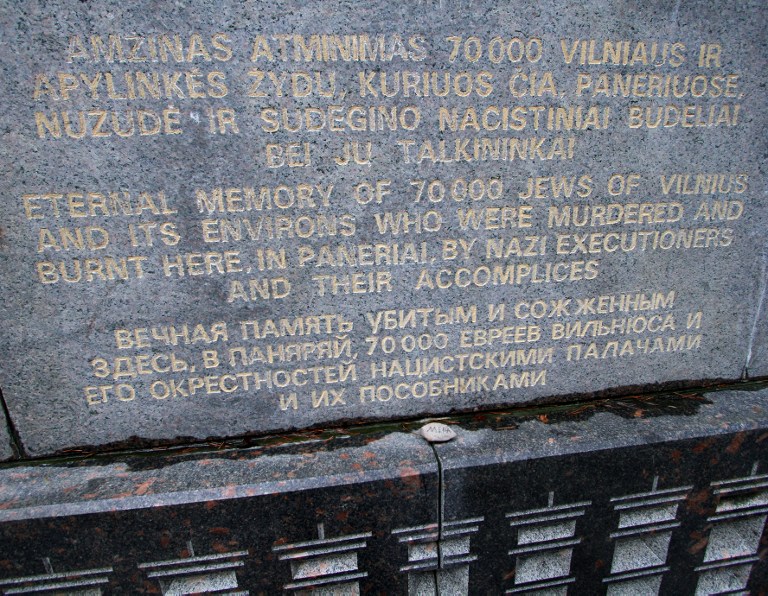 AMŽINAS ATMINIMAS 70 000 VILNIAUS IR
APYLINKĖS ŽYDŲ, KURIUOS ČIA, PANERIUOSE,
NUŽUDĖ IR SUDEGINO NACISTINIAI BUDELIAI
BEI JŲ TALKININKAI
ETERNAL MEMORY OF 70 000 JEWS OF VILNIUS
AND ITS ENVIRONS WHO WERE MURDERED AND
BURNT HERE, IN PANERIAI, BY NAZI EXECUTIONERS
AND THEIR ACCOMPLICES
ВЕЧНАЯ ПАМЯТЬ УБИТЫМ И СОЖЖЕННЫМ
ЗДЕСЬ, В ПАНЯРЯЙ, 70 000 ЕВРЕЕВ ВИЛЬНЮСА И
ЕГО ОКРЕСТНОСТЕЙ НАЦИСТСКИМИ ПАЛАЧАМИ
И ИХ ПОСОБНИКАМИ